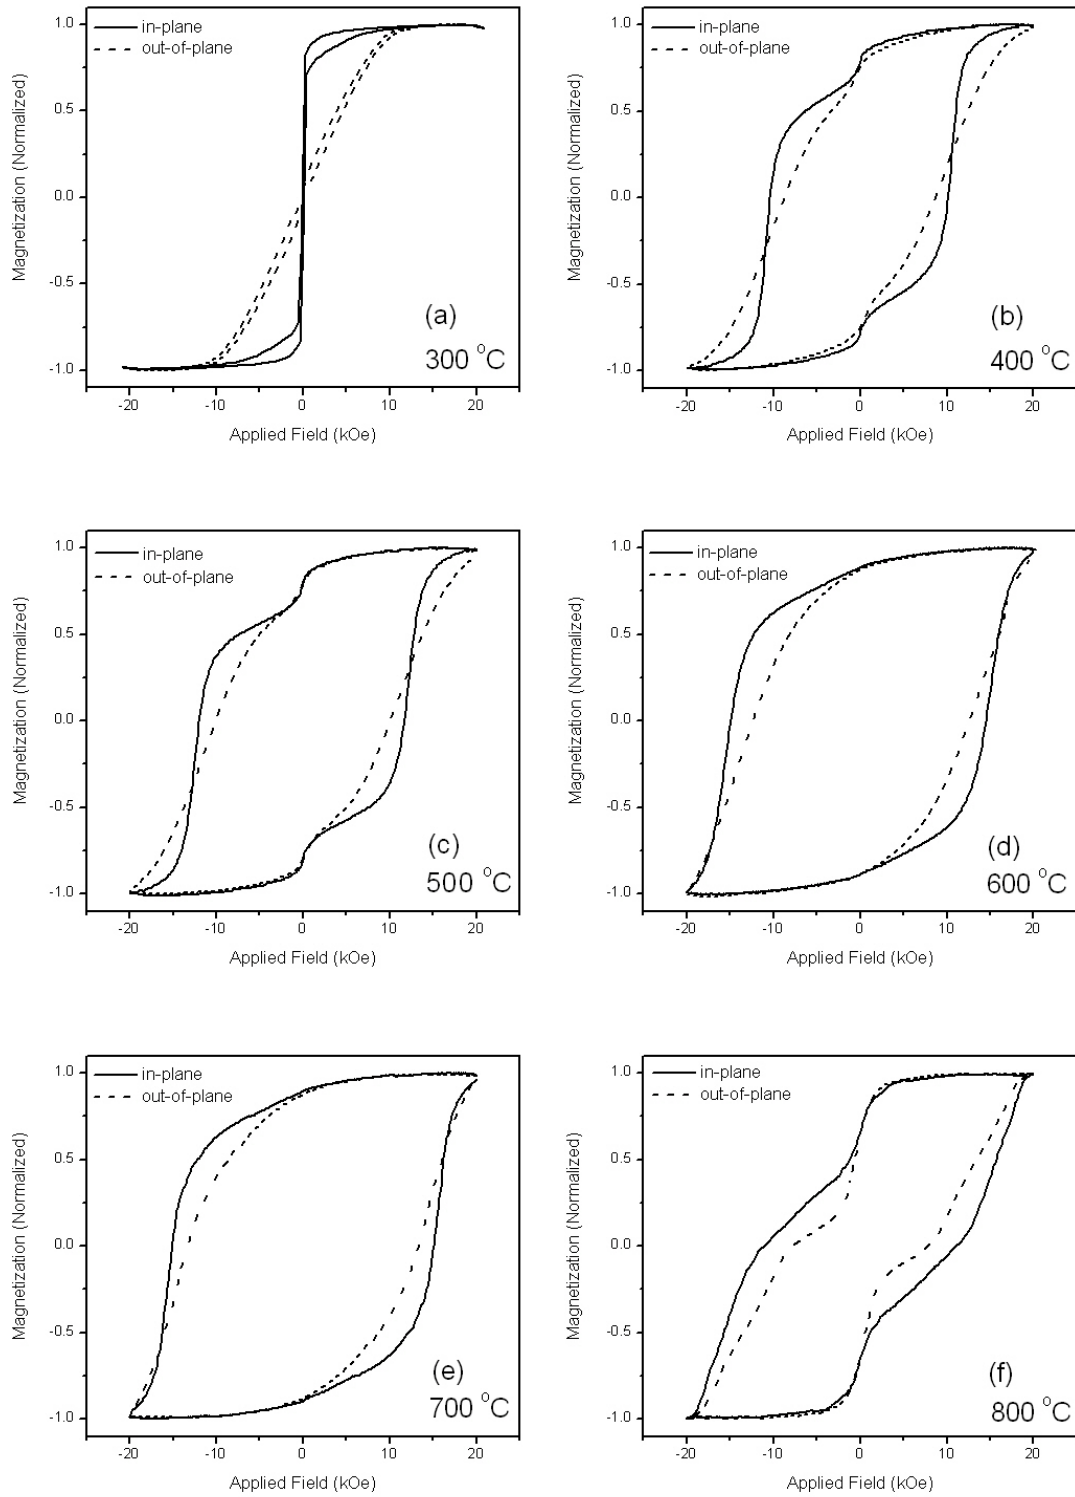 in-plane
out-of-plane
1.0
0.5
0.0
-0.5
-1.0
Magnetization (Normalized)
(a)
300 °C
-20 -10 0 10 20
Applied Field (kOe)
in-plane
out-of-plane
1.0
0.5
0.0
-0.5
-1.0
Magnetization (Normalized)
(b)
400 °C
-20 -10 0 10 20
Applied Field (kOe)
in-plane
out-of-plane
1.0
0.5
0.0
-0.5
-1.0
Magnetization (Normalized)
(c)
500 °C
-20 -10 0 10 20
Applied Field (kOe)
in-plane
out-of-plane
1.0
0.5
0.0
-0.5
-1.0
Magnetization (Normalized)
(d)
600 °C
-20 -10 0 10 20
Applied Field (kOe)
in-plane
out-of-plane
1.0
0.5
0.0
-0.5
-1.0
Magnetization (Normalized)
(e)
700 °C
-20 -10 0 10 20
Applied Field (kOe)
in-plane
out-of-plane
1.0
0.5
0.0
-0.5
-1.0
Magnetization (Normalized)
(f)
800 °C
-20 -10 0 10 20
Applied Field (kOe)